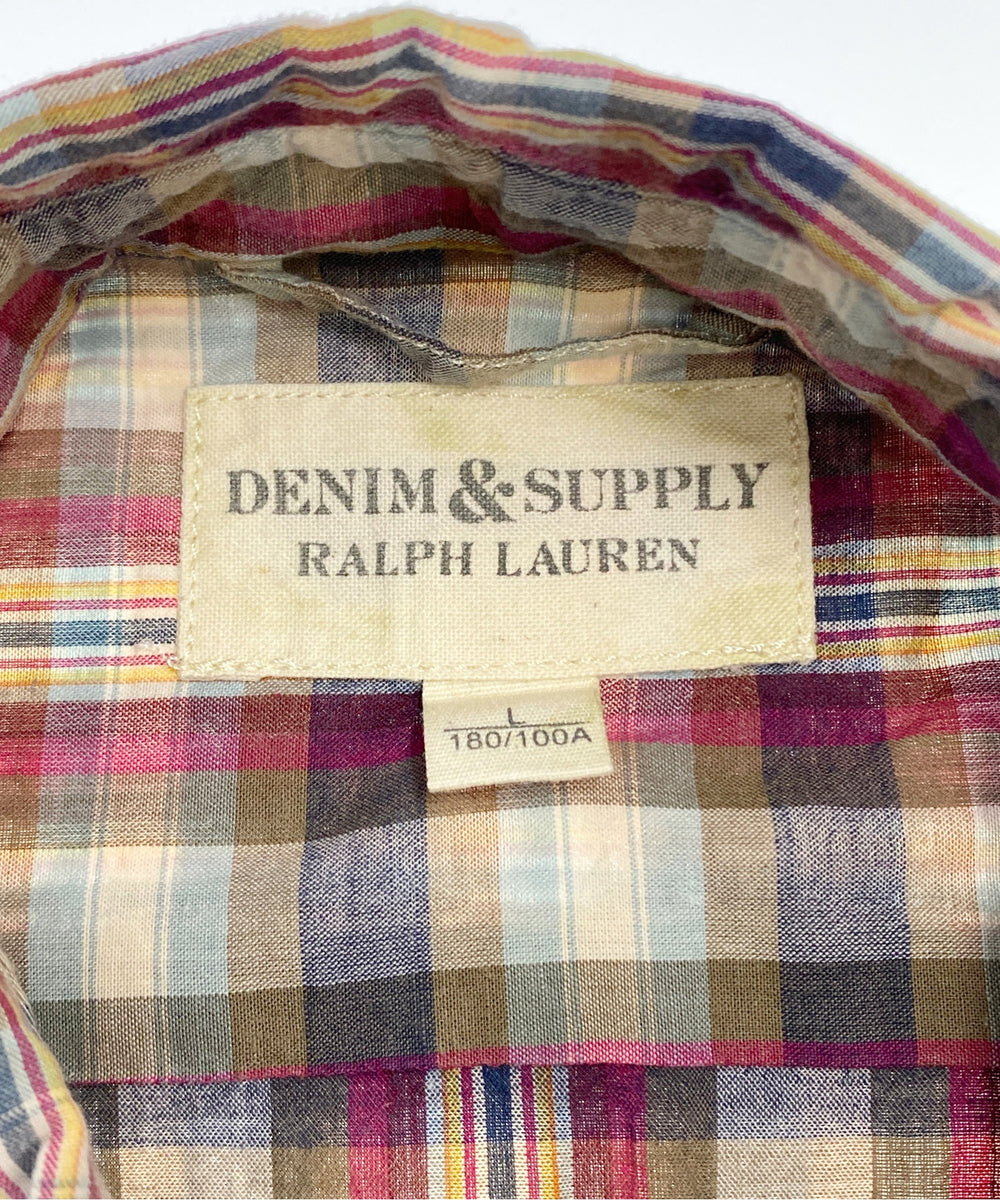 DENIM & SUPPLY
RALPH LAUREN
L
180/100A